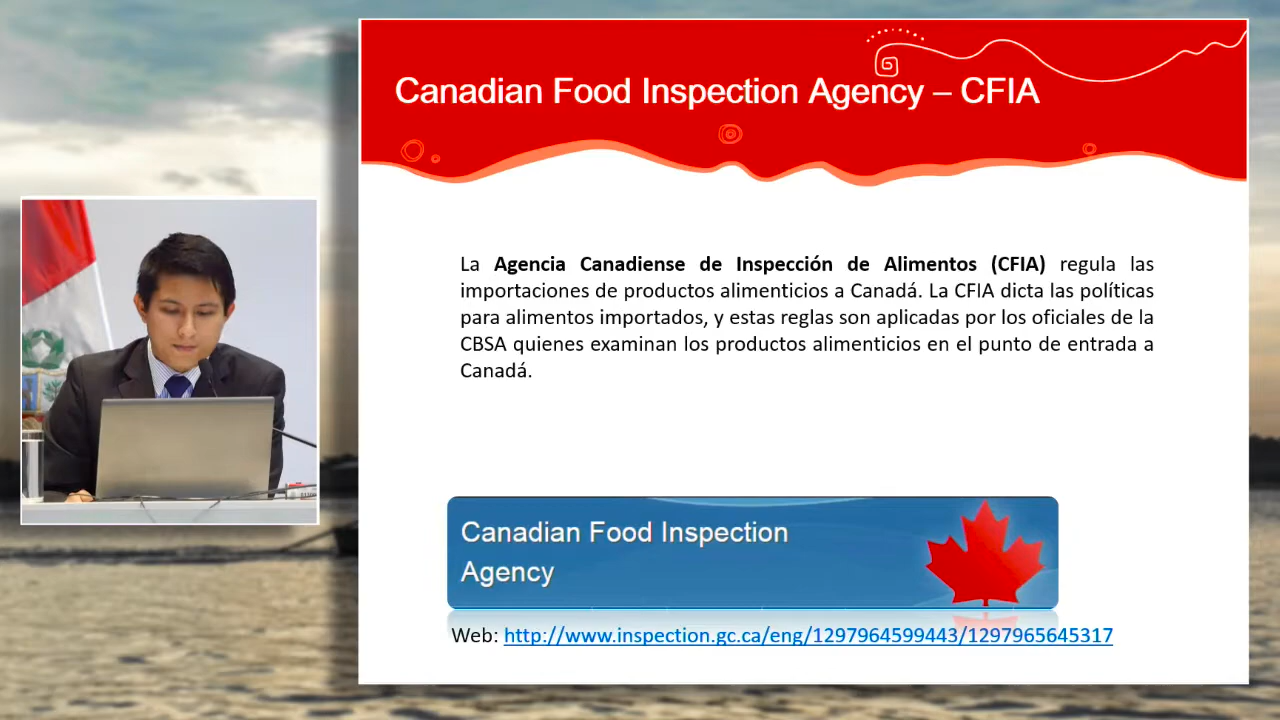 Canadian Food Inspection Agency – CFIA
La Agencia Canadiense de Inspección de Alimentos (CFIA) regula las
importaciones de productos alimenticios a Canadá. La CFIA dicta las políticas
para alimentos importados, y estas reglas son aplicadas por los oficiales de la
CBSA quienes examinan los productos alimenticios en el punto de entrada a
Canadá.
Canadian Food Inspection
Agency
Web: http://www.inspection.gc.ca/eng/1297964599443/1297965645317